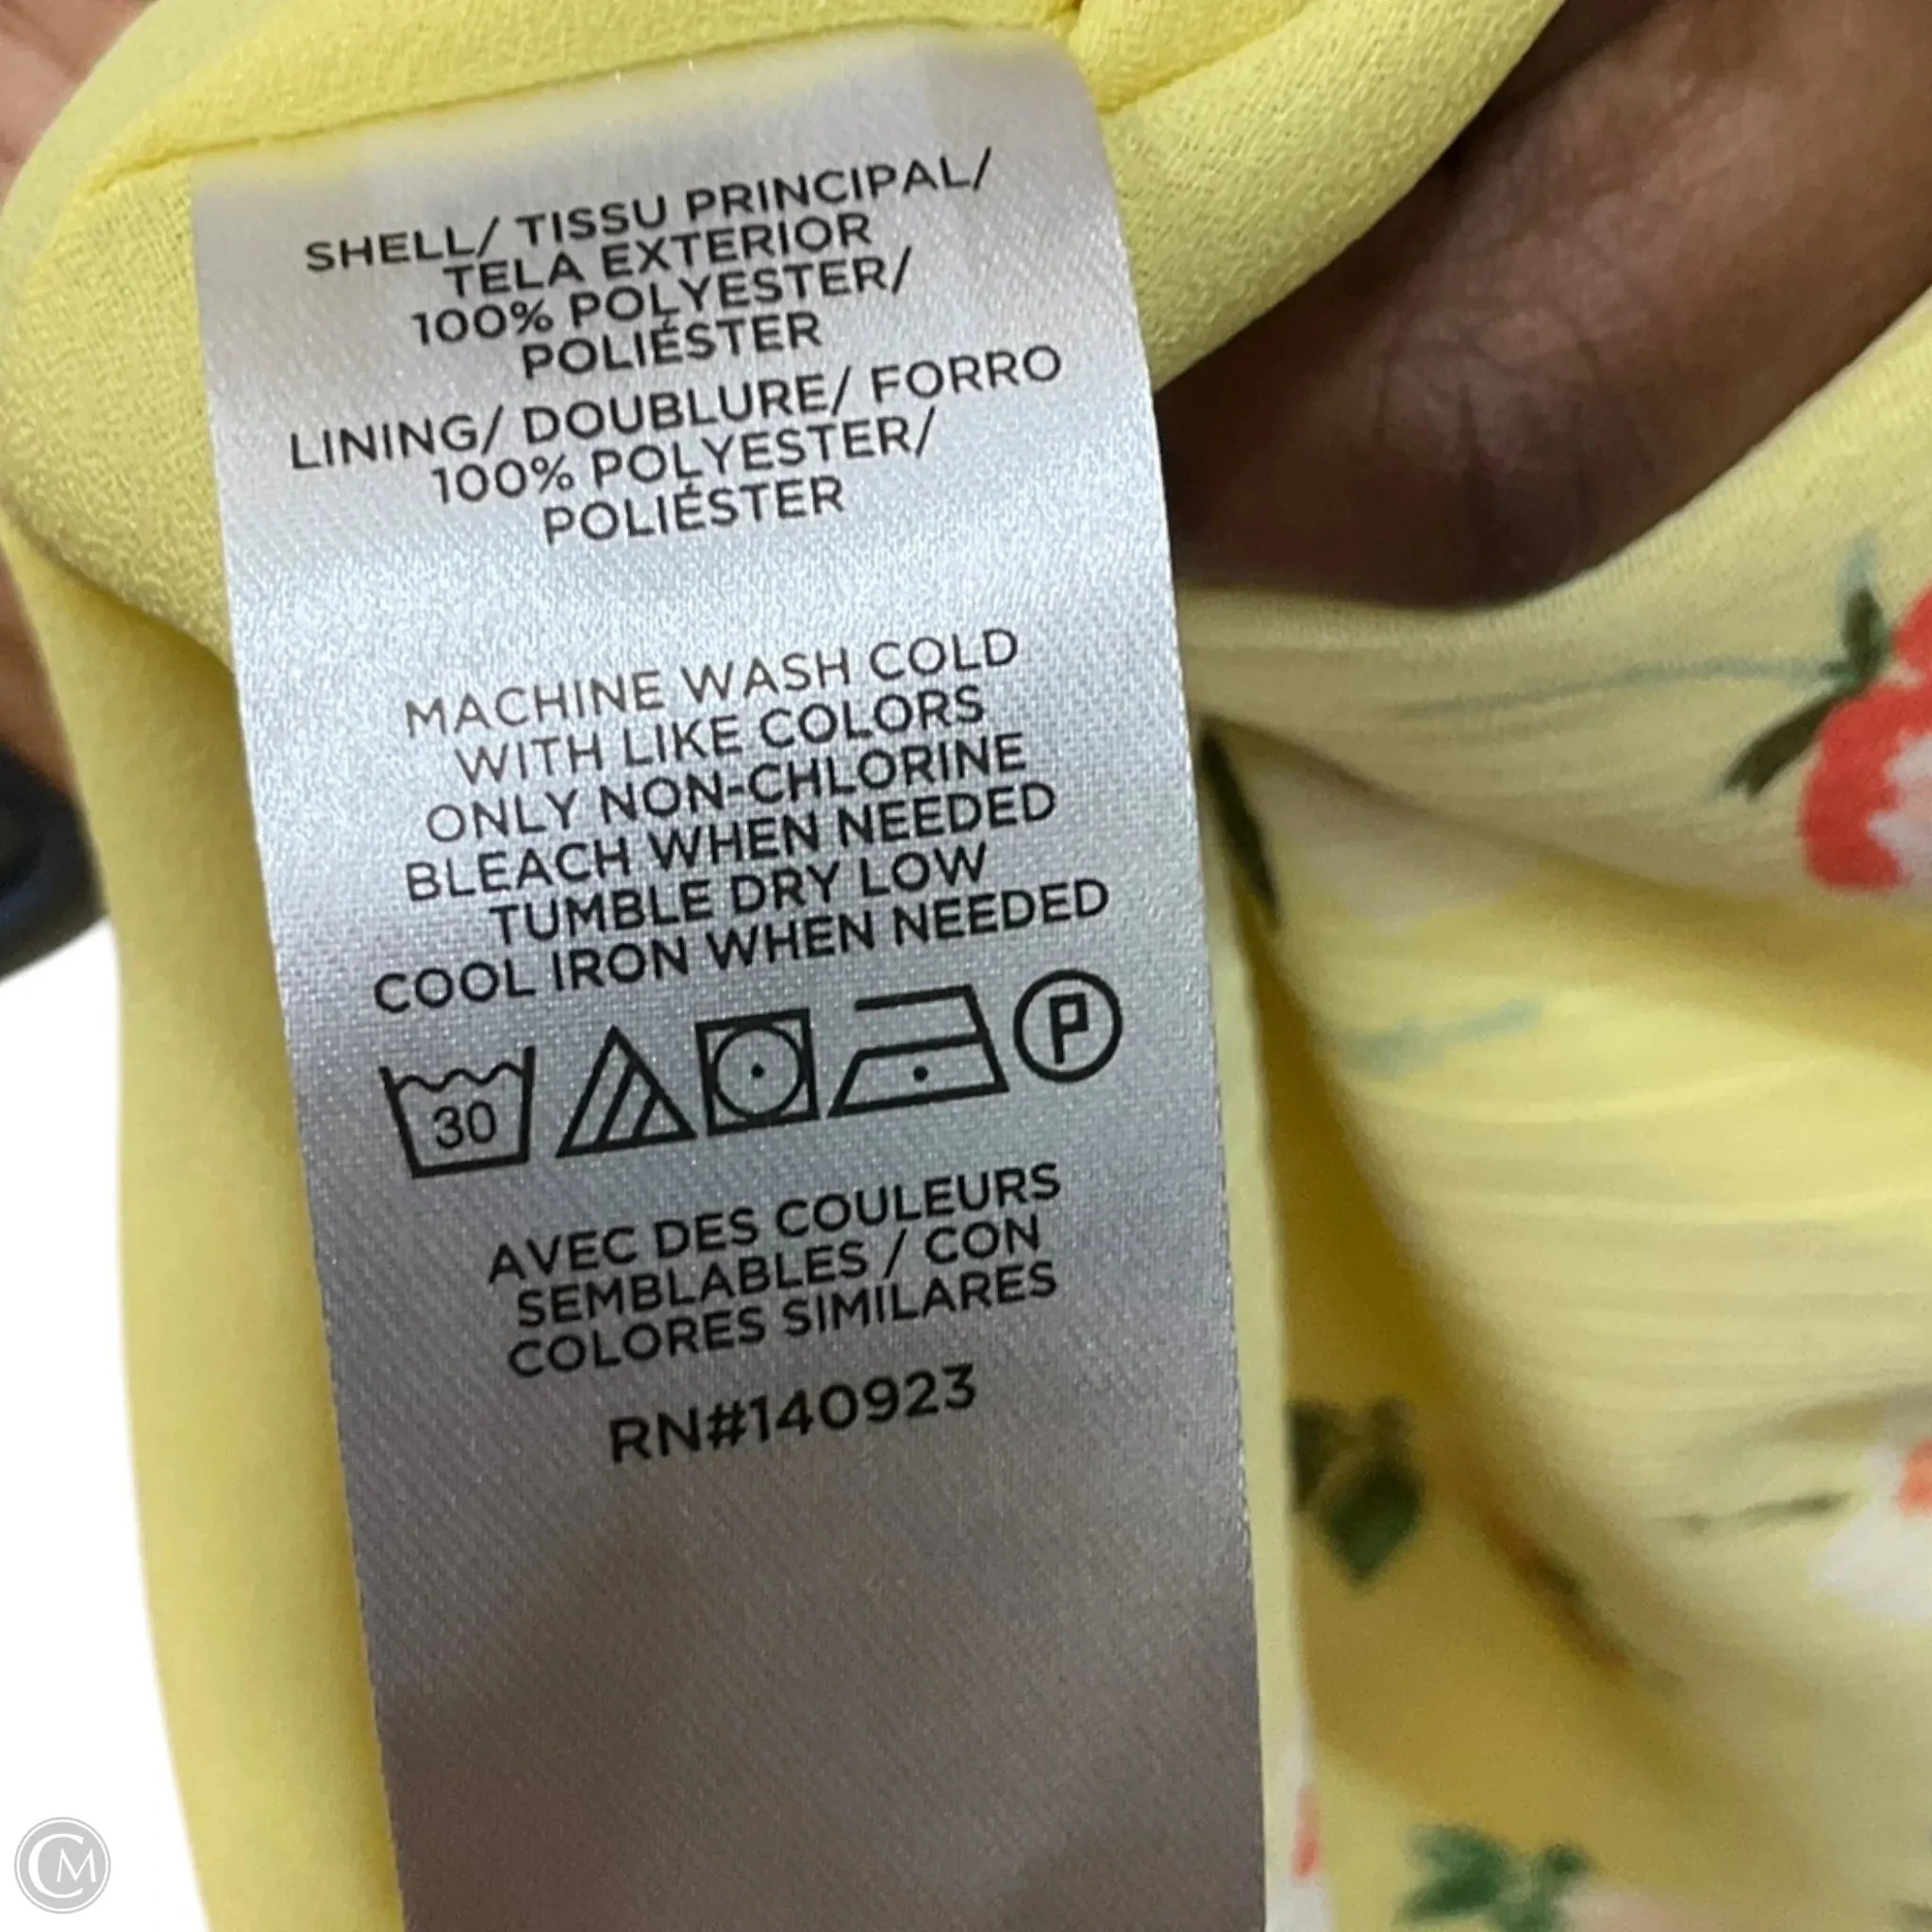 SHELL/ TISSU PRINCIPAL/
TELA EXTERIOR
100% POLYESTER/
POLIÉSTER
LINING/ DOUBLURE/ FORRO
100% POLYESTER/
POLIÉSTER
MACHINE WASH COLD
WITH LIKE COLORS
ONLY NON-CHLORINE
BLEACH WHEN NEEDED
TUMBLE DRY LOW
COOL IRON WHEN NEEDED
30 P
AVEC DES COULEURS
SEMBLABLES / CON
COLORES SIMILARES
RN#140923
CM